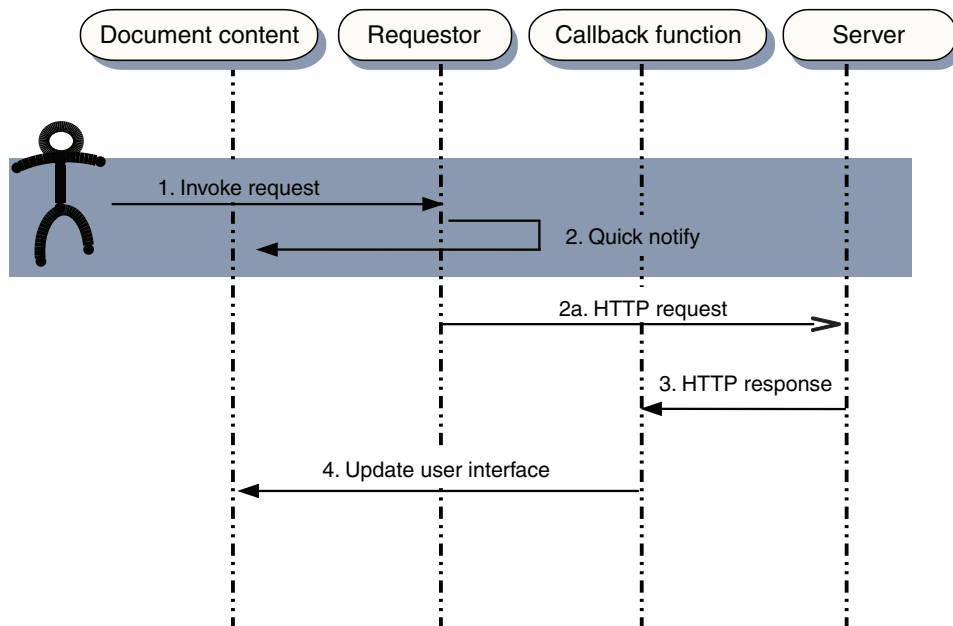 Document content
Requestor
Callback function
Server
1. Invoke request
2. Quick notify
2a. HTTP request
3. HTTP response
4. Update user interface